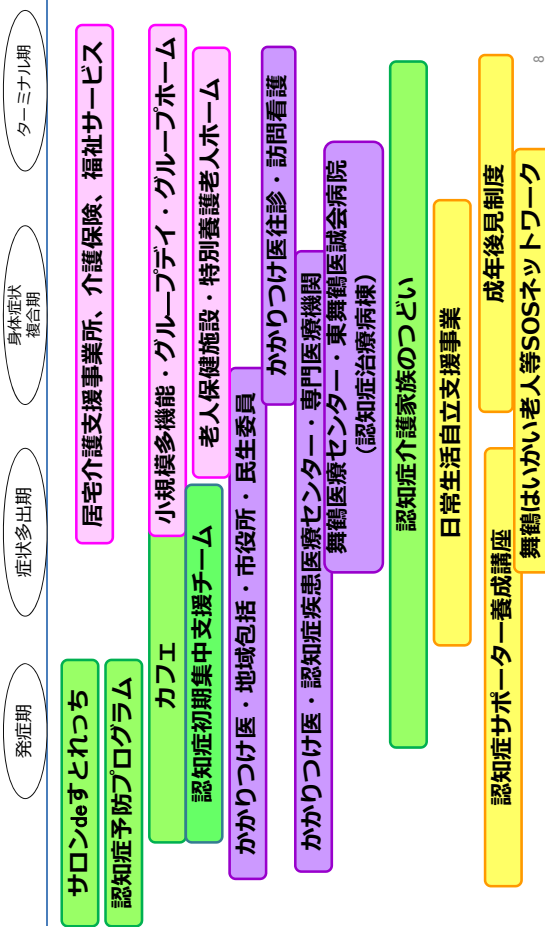 発症期
症状多出期
身体症状
複合期
ターミナル期
サロンdeすとれっち
認知症予防プログラム
居宅介護支援事業所、介護保険、福祉サービス
カフェ
小規模多機能・グループデイ・グループホーム
認知症初期集中支援チーム
老人保健施設・特別養護老人ホーム
かかりつけ医・地域包括・市役所・民生委員
かかりつけ医往診・訪問看護
かかりつけ医・認知症疾患医療センター・専門医療機関
舞鶴医療センター・東舞鶴医誠会病院
（認知症治療病棟）
認知症介護家族のつどい
日常生活自立支援事業
認知症サポーター養成講座
成年後見制度
舞鶴はいかい老人等SOSネットワーク
8